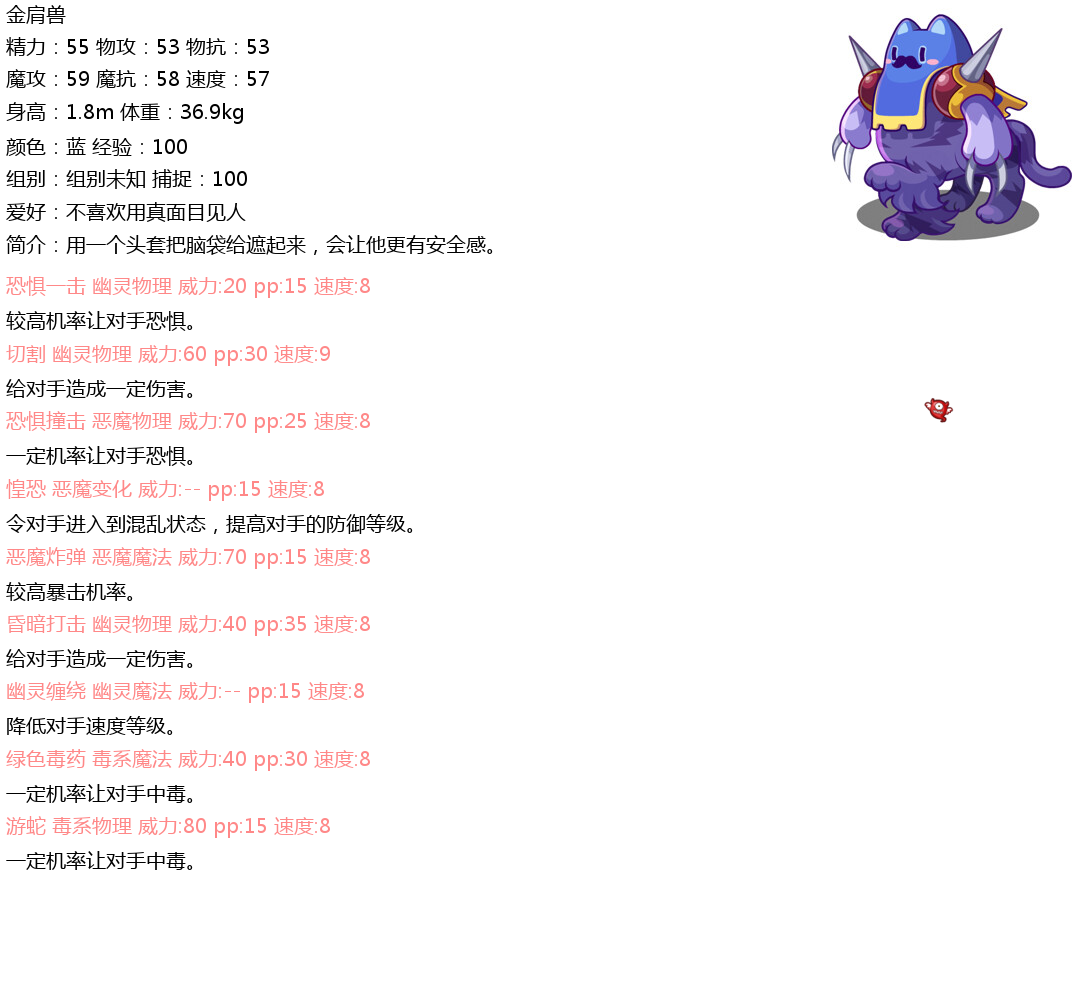 金肩兽
精力：55 物攻：53 物抗：53
魔攻：59 魔抗：58 速度：57
身高：1.8m 体重：36.9kg
颜色：蓝 经验：100
组别：组别未知 捕捉：100
爱好：不喜欢用真面目见人
简介：用一个头套把脑袋给遮起来，会让他更有安全感。
恐惧一击 幽灵物理 威力:20 pp:15 速度:8
较高机率让对手恐惧。
切割 幽灵物理 威力:60 pp:30 速度:9
给对手造成一定伤害。
恐惧撞击 恶魔物理 威力:70 pp:25 速度:8
一定机率让对手恐惧。
惶恐 恶魔变化 威力:-- pp:15 速度:8
令对手进入到混乱状态，提高对手的防御等级。
恶魔炸弹 恶魔魔法 威力:70 pp:15 速度:8
较高暴击机率。
昏暗打击 幽灵物理 威力:40 pp:35 速度:8
给对手造成一定伤害。
幽灵缠绕 幽灵魔法 威力:-- pp:15 速度:8
降低对手速度等级。
绿色毒药 毒系魔法 威力:40 pp:30 速度:8
一定机率让对手中毒。
游蛇 毒系物理 威力:80 pp:15 速度:8
一定机率让对手中毒。